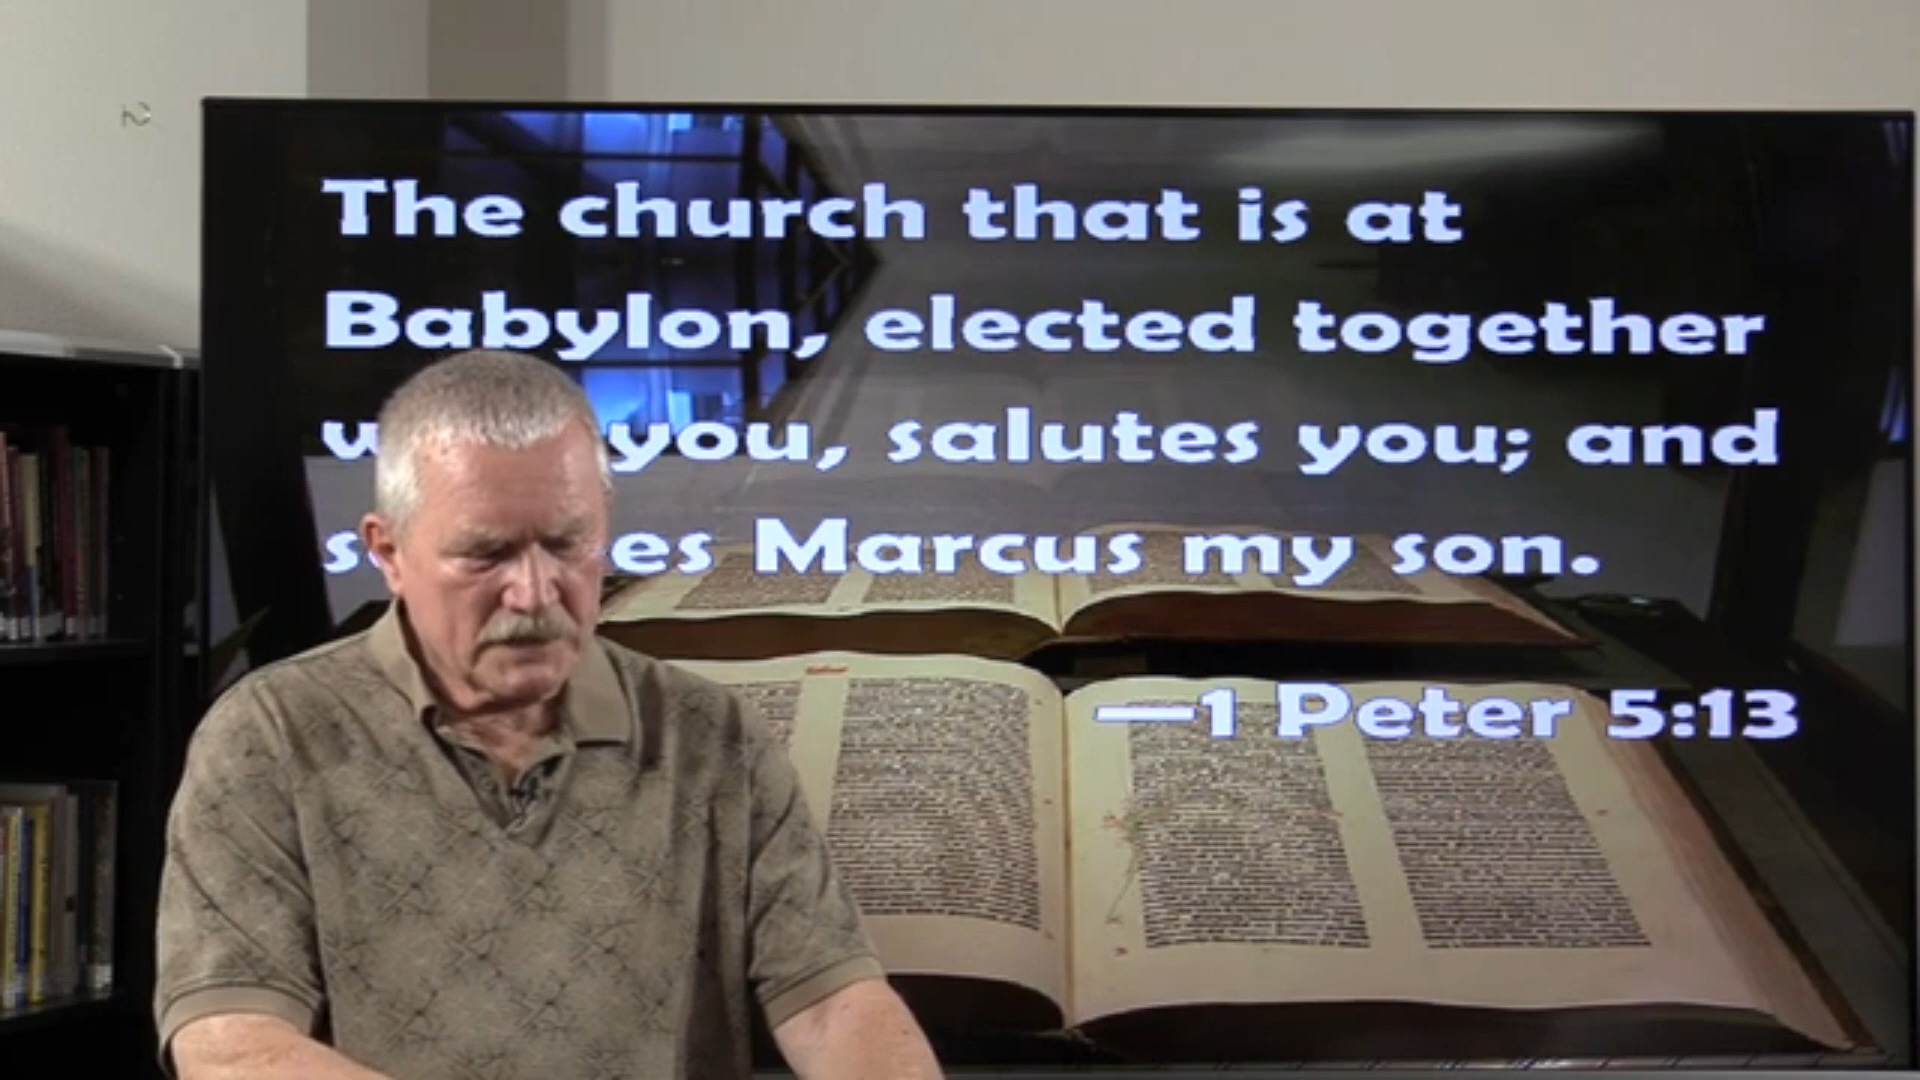 The church that is at
Babylon, elected together
you, salutes you; and
Marcus my son.
—1 Peter 5:13